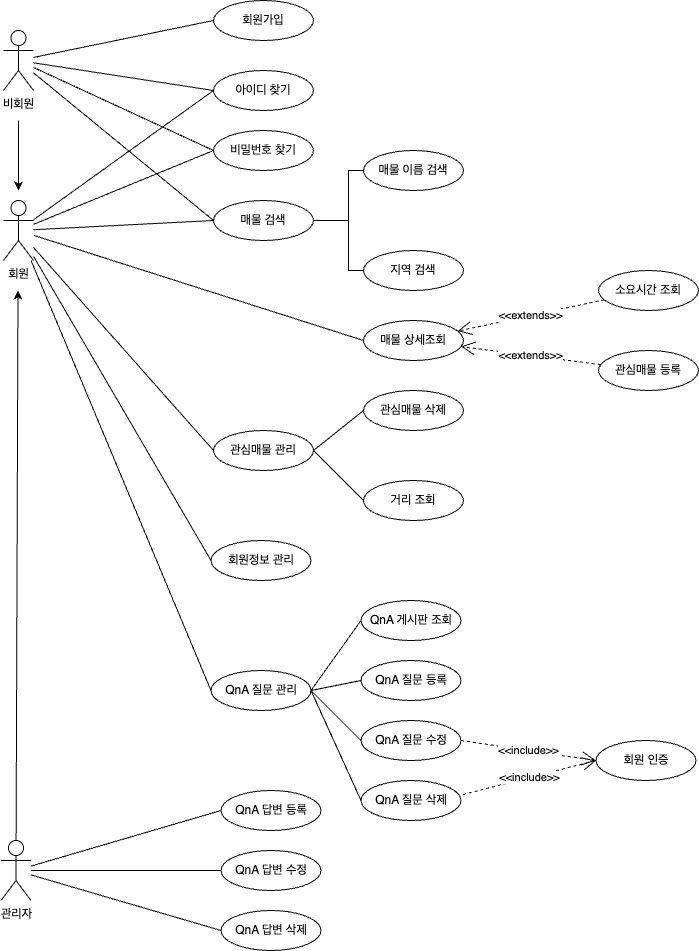 회원가입
비회원
아이디 찾기
비밀번호 찾기
매물 이름 검색
매물 검색
회원
지역 검색
소요시간 조회
<<extends>>
매물 상세조회
<<extends>>
관심매물 등록
관심매물 삭제
관심매물 관리
거리 조회
회원정보 관리
QnA 게시판 조회
QnA 질문 관리
QnA 질문 등록
QnA 질문 수정
<<include>>
회원 인증
<<include>>
QnA 질문 삭제
QnA 답변 등록
QnA 답변 수정
관리자
QnA 답변 삭제